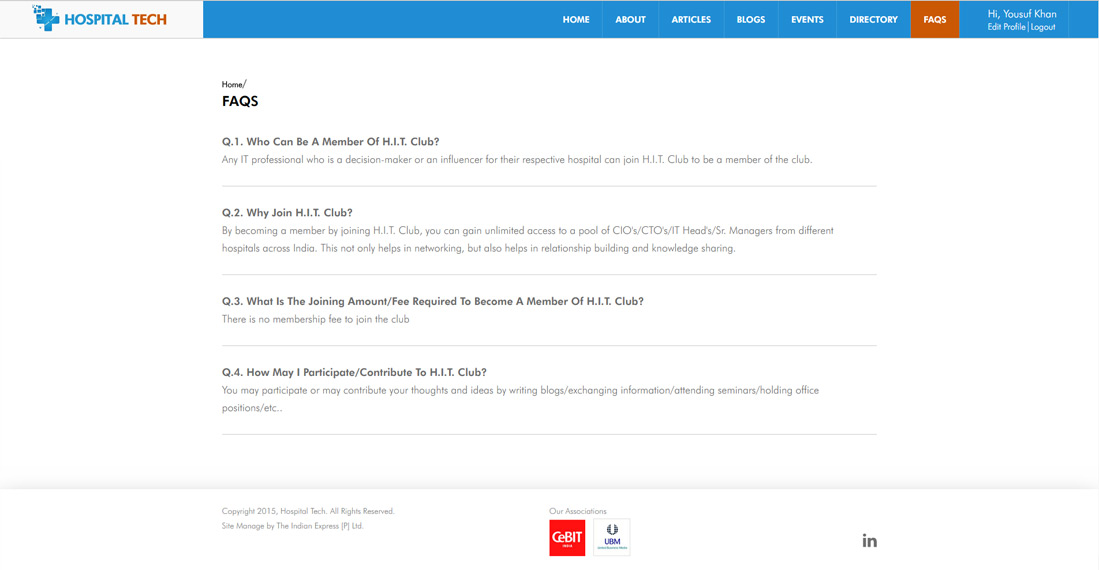 HOSPITAL TECH
HOME ABOUT ARTICLES BLOGS EVENTS DIRECTORY FAQS
Hi, Yousuf Khan
Edit Profile | Logout
Home/
FAQS
Q.1. Who Can Be A Member Of H.I.T. Club?
Any IT professional who is a decision-maker or an influencer for their respective hospital can join H.I.T. Club to be a member of the club.
Q.2. Why Join H.I.T. Club?
By becoming a member by joining H.I.T. Club, you can gain unlimited access to a pool of CIO's/CTO's/IT Head's/Sr. Managers from different
hospitals across India. This not only helps in networking, but also helps in relationship building and knowledge sharing.
Q.3. What Is The Joining Amount/Fee Required To Become A Member Of H.I.T. Club?
There is no membership fee to join the club
Q.4. How May I Participate/Contribute To H.I.T. Club?
You may participate or may contribute your thoughts and ideas by writing blogs/exchanging information/attending seminars/holding office
positions/etc..
Copyright 2015, Hospital Tech. All Rights Reserved.
Site Manage by The Indian Express [P] Ltd.
Our Associations
CeBIT
INDIA
UBM
United Business Media
in